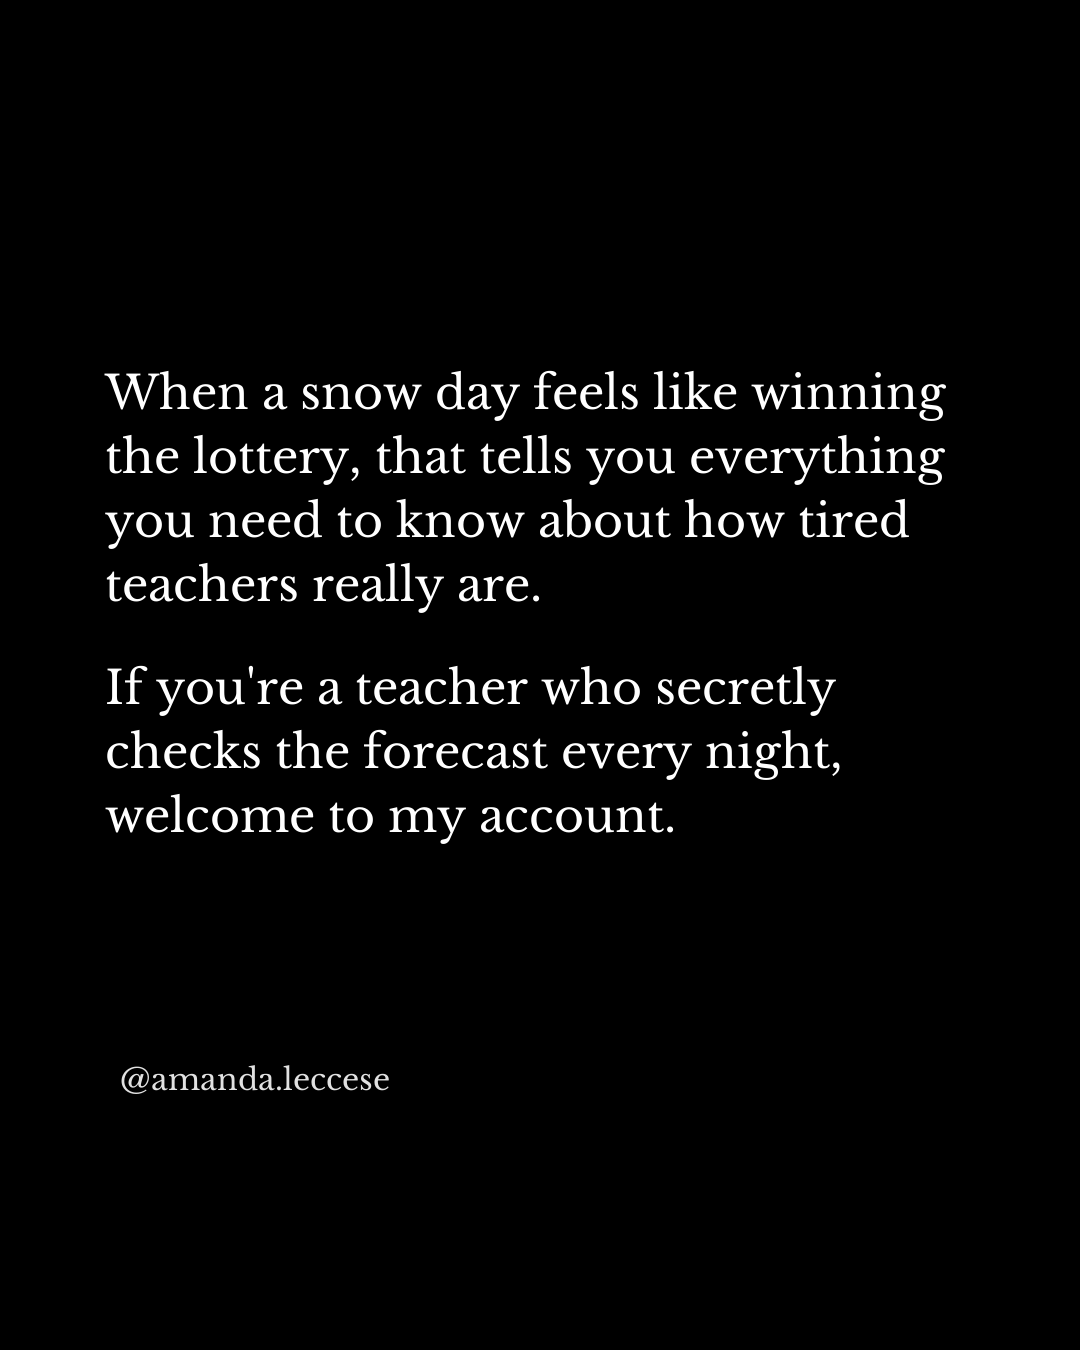 When a snow day feels like winning
the lottery, that tells you everything
you need to know about how tired
teachers really are.
If you're a teacher who secretly
checks the forecast every night,
welcome to my account.
@amanda.leccese